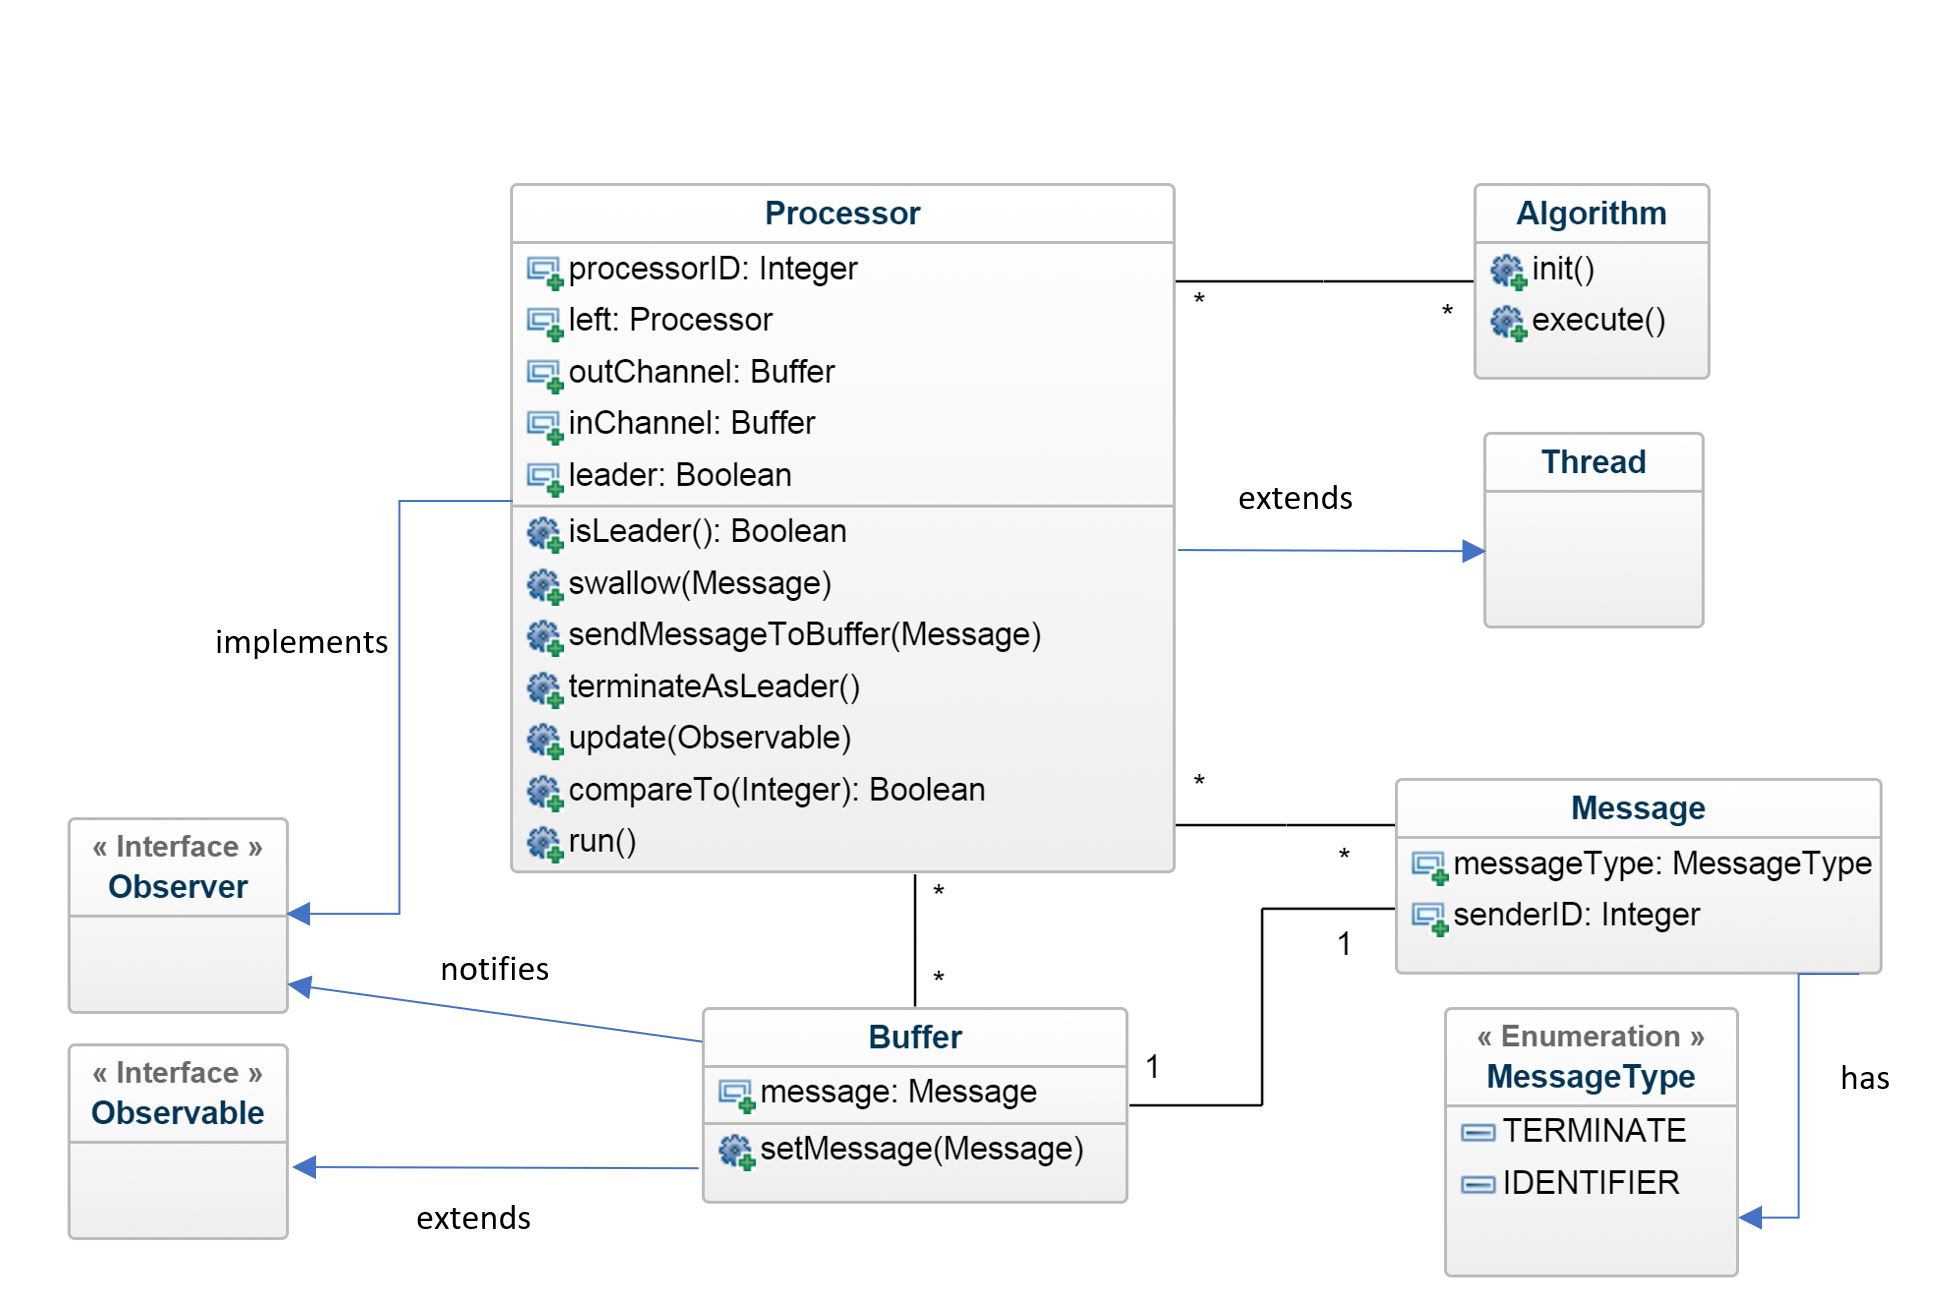 Processor
processorID: Integer
left: Processor
outChannel: Buffer
inChannel: Buffer
leader: Boolean
isLeader(): Boolean
swallow(Message)
sendMessageToBuffer(Message)
terminateAsLeader()
update(Observable)
compareTo(Integer): Boolean
run()
*
*
Algorithm
init()
execute()
extends
Thread
implements
*
*
Message
messageType: MessageType
senderID: Integer
« Interface »
Observer
*
*
notifies
1
1
Buffer
message: Message
setMessage(Message)
« Interface »
Observable
extends
« Enumeration »
MessageType
TERMINATE
IDENTIFIER
has